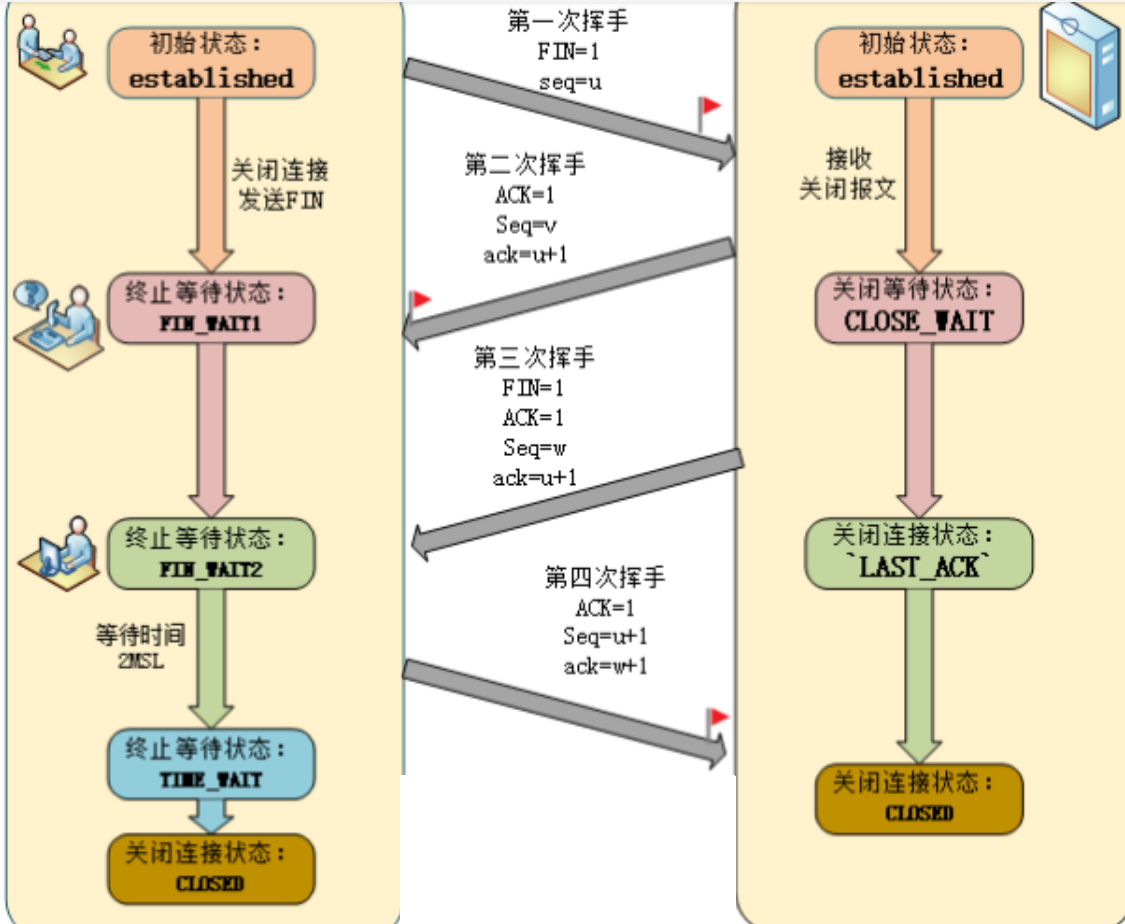 初始状态：
established
关闭连接
发送FIN
终止等待状态：
FIN_WAIT1
终止等待状态：
FIN_WAIT2
等待时间
2MSL
终止等待状态：
TIME_WAIT
关闭连接状态：
CLOSED
第一次挥手
FIN=1
seq=u
第二次挥手
ACK=1
Seq=v
ack=u+1
第三次挥手
FIN=1
ACK=1
Seq=w
ack=u+1
第四次挥手
ACK=1
Seq=u+1
ack=w+1
初始状态：
established
接收
关闭报文
关闭等待状态：
CLOSE_WAIT
关闭连接状态：
`LAST_ACK`
关闭连接状态：
CLOSED